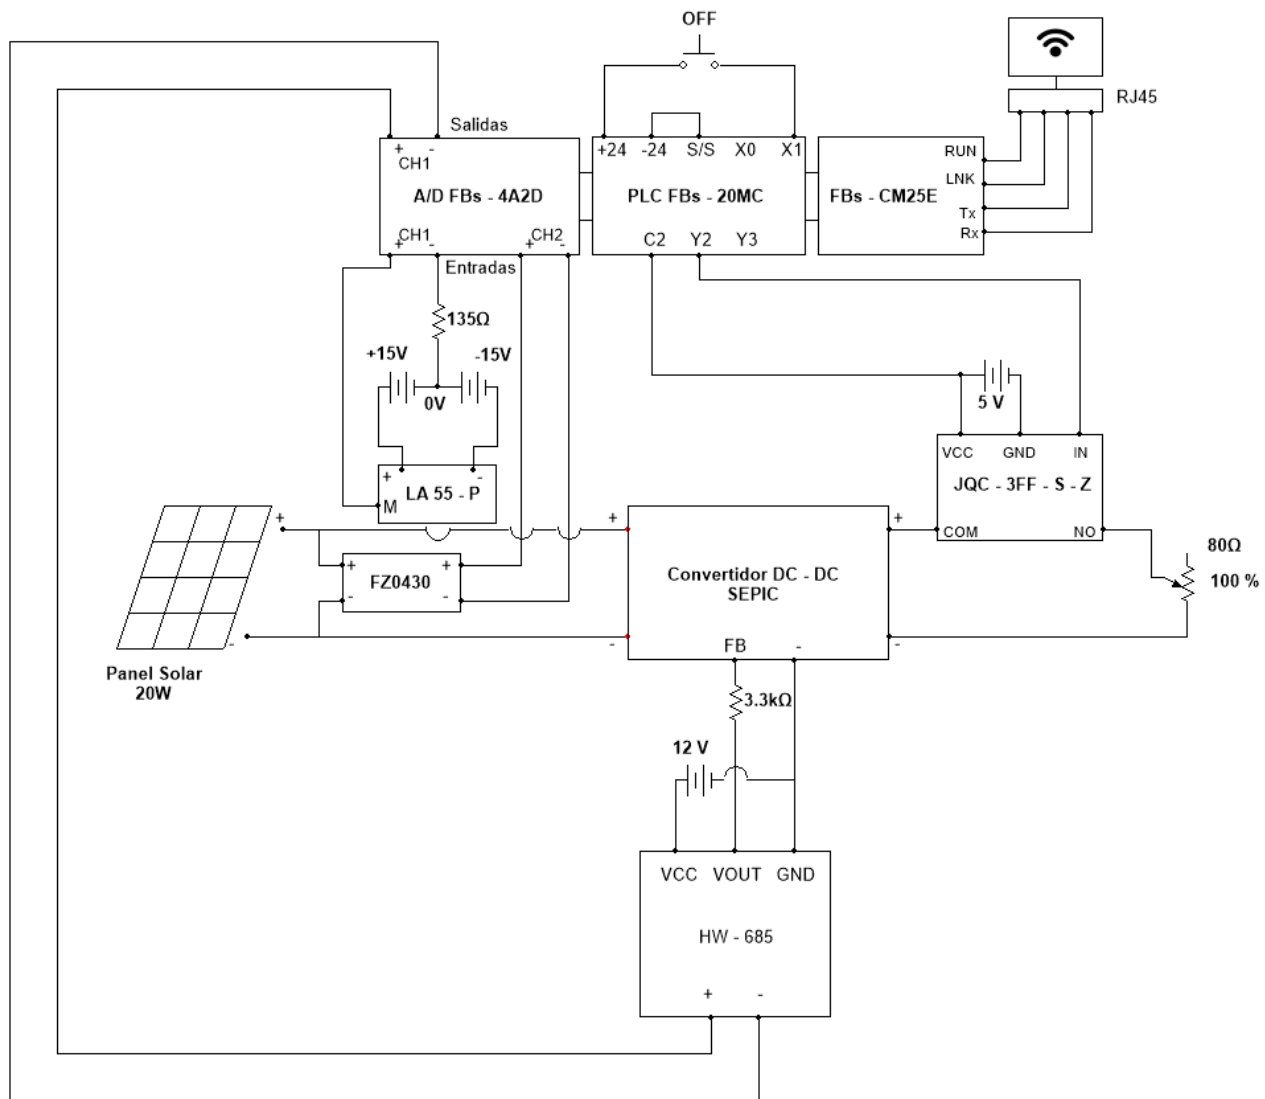 OFF
RJ45
Salidas
+ -
CH1
A/D FBs - 4A2D
CH1
+ -
CH2
+ -
Entradas
+24 -24 S/S X0 X1
PLC FBs - 20MC
C2 Y2 Y3
RUN
LNK
FBs - CM25E
Tx
Rx
135Ω
+15V -15V
0V
+ -
LA 55 - P
M
5 V
VCC GND IN
JQC - 3FF - S - Z
COM NO
80Ω
100 %
+
-
Panel Solar
20W
+ +
FZ0430
- -
+ +
Convertidor DC - DC
SEPIC
- -
FB -
3.3kΩ
12 V
VCC VOUT GND
HW - 685
+ -